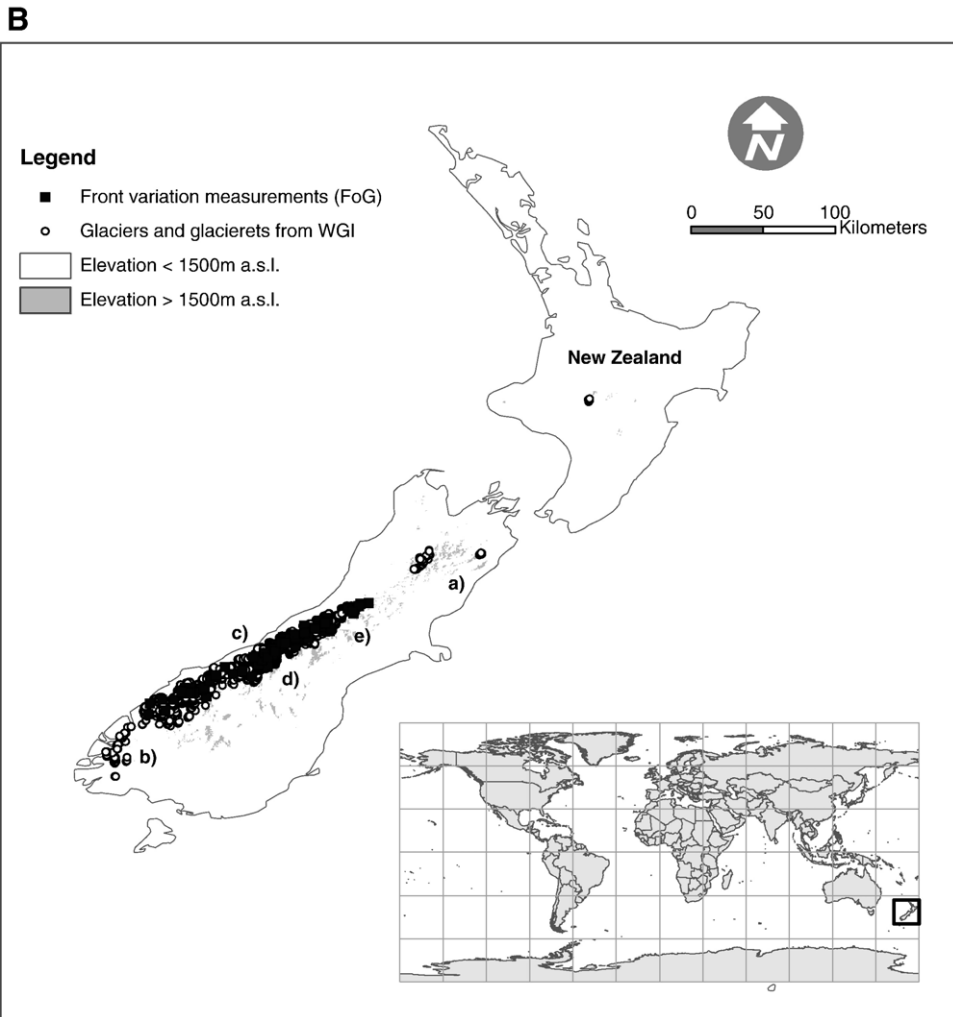 B
Legend
Front variation measurements (FoG)
Glaciers and glacierets from WGI
Elevation < 1500m a.s.l.
Elevation > 1500m a.s.l.
N
0 50 100
Kilometers
New Zealand
a)
c)
e)
d)
b)